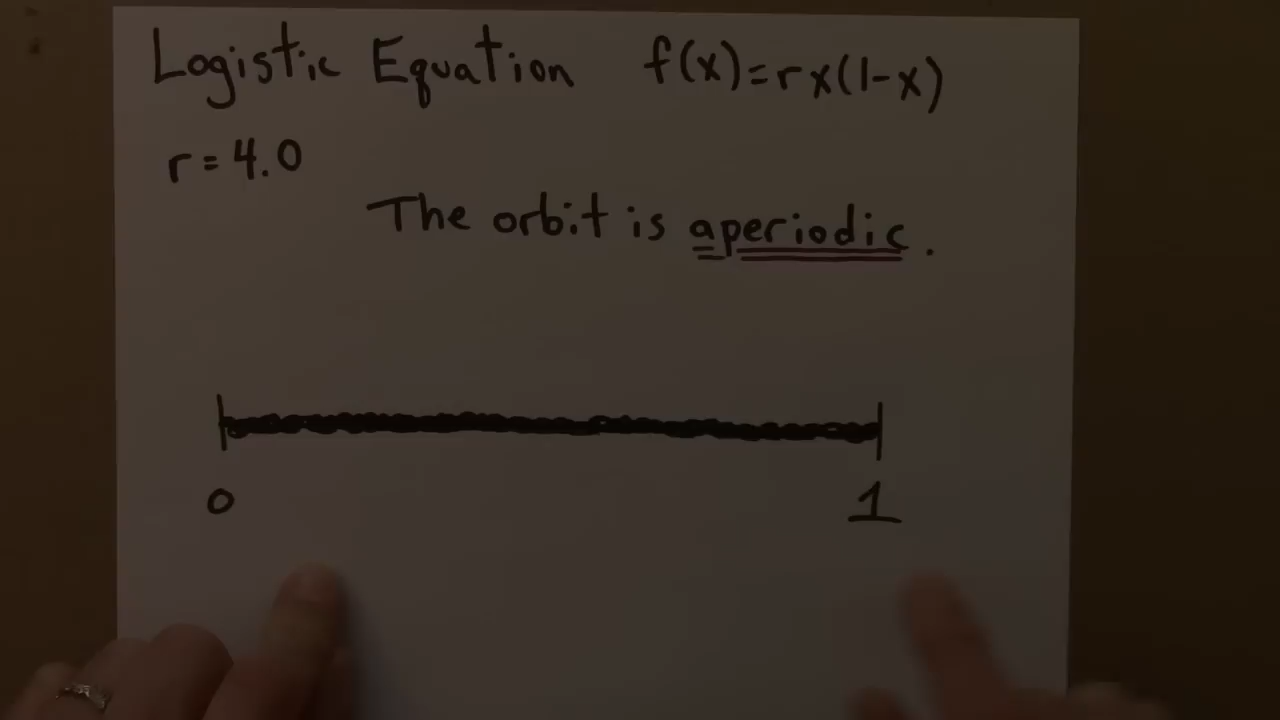 Logistic Equation f(x)=rx(1-x)
r=4.0
The orbit is aperiodic.
0 1